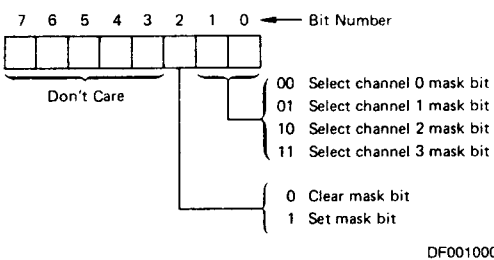 7 6 5 4 3 2 1 0 Bit Number
Don't Care
00 Select channel 0 mask bit
01 Select channel 1 mask bit
10 Select channel 2 mask bit
11 Select channel 3 mask bit
0 Clear mask bit
1 Set mask bit
DF001000